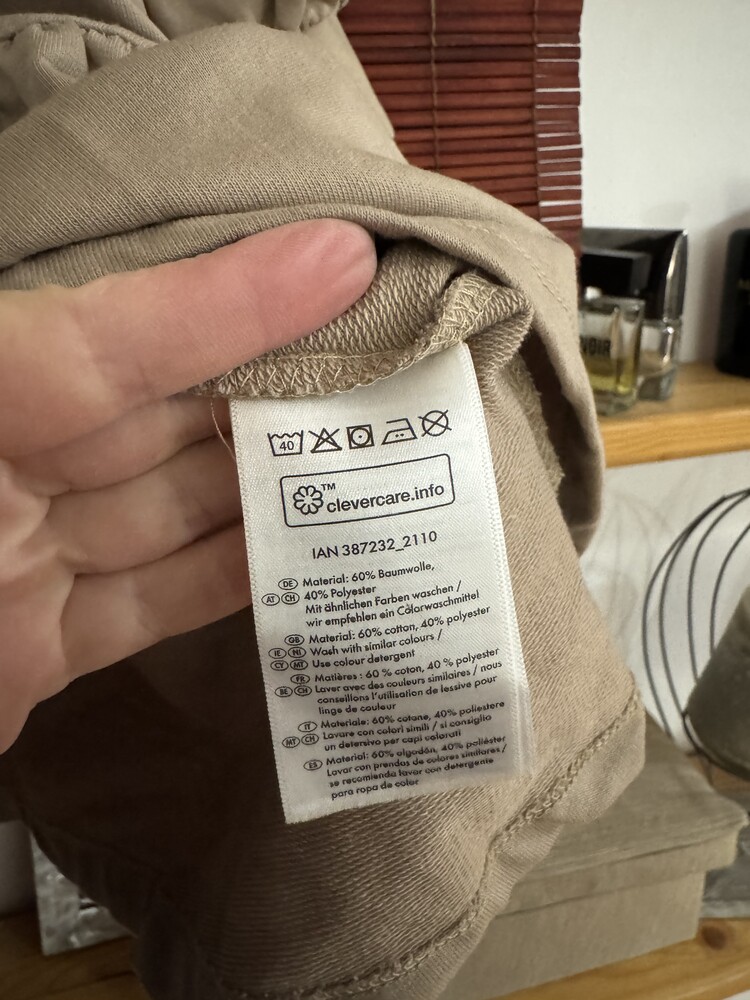 NOIR
40
™
clevercare.info
IAN 387232_2110
DE Material: 60% Baumwolle,
AT CH 40% Polyester
Mit ähnlichen Farben waschen /
wir empfehlen ein Colorwaschmittel
GB Material: 60% cotton, 40% polyester
IE NI Wash with similar colours /
CY MT Use colour detergent
FR Matières : 60 % coton, 40 % polyester
BE CH Laver avec des couleurs similaires / nous
conseillons l'utilisation de lessive pour
linge de couleur
IT Materiale: 60% cotone, 40% poliestere
MT CH Lavare con colori simili / si consiglia
un detersivo per capi colorati
ES Material: 60% algodón, 40% poliéster
Lavar con prendas de colores similares /
se recomienda lavar con detergente
para ropa de color